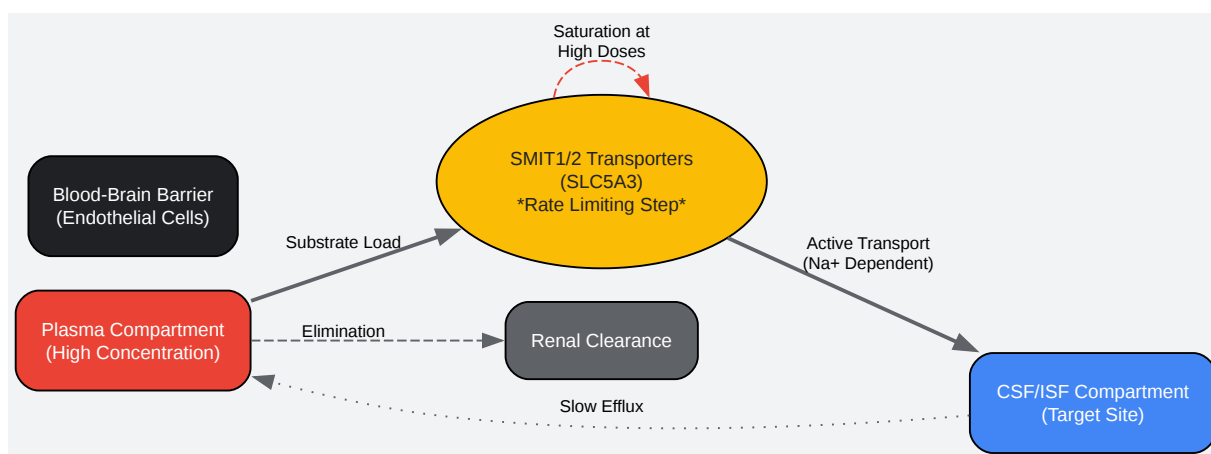 Saturation at
High Doses
SMIT1/2 Transporters
(SLC5A3)
*Rate Limiting Step*
Blood-Brain Barrier
(Endothelial Cells)
Substrate Load
Active Transport
(Na+ Dependent)
Plasma Compartment
(High Concentration)
Elimination
Renal Clearance
CSF/ISF Compartment
(Target Site)
Slow Efflux